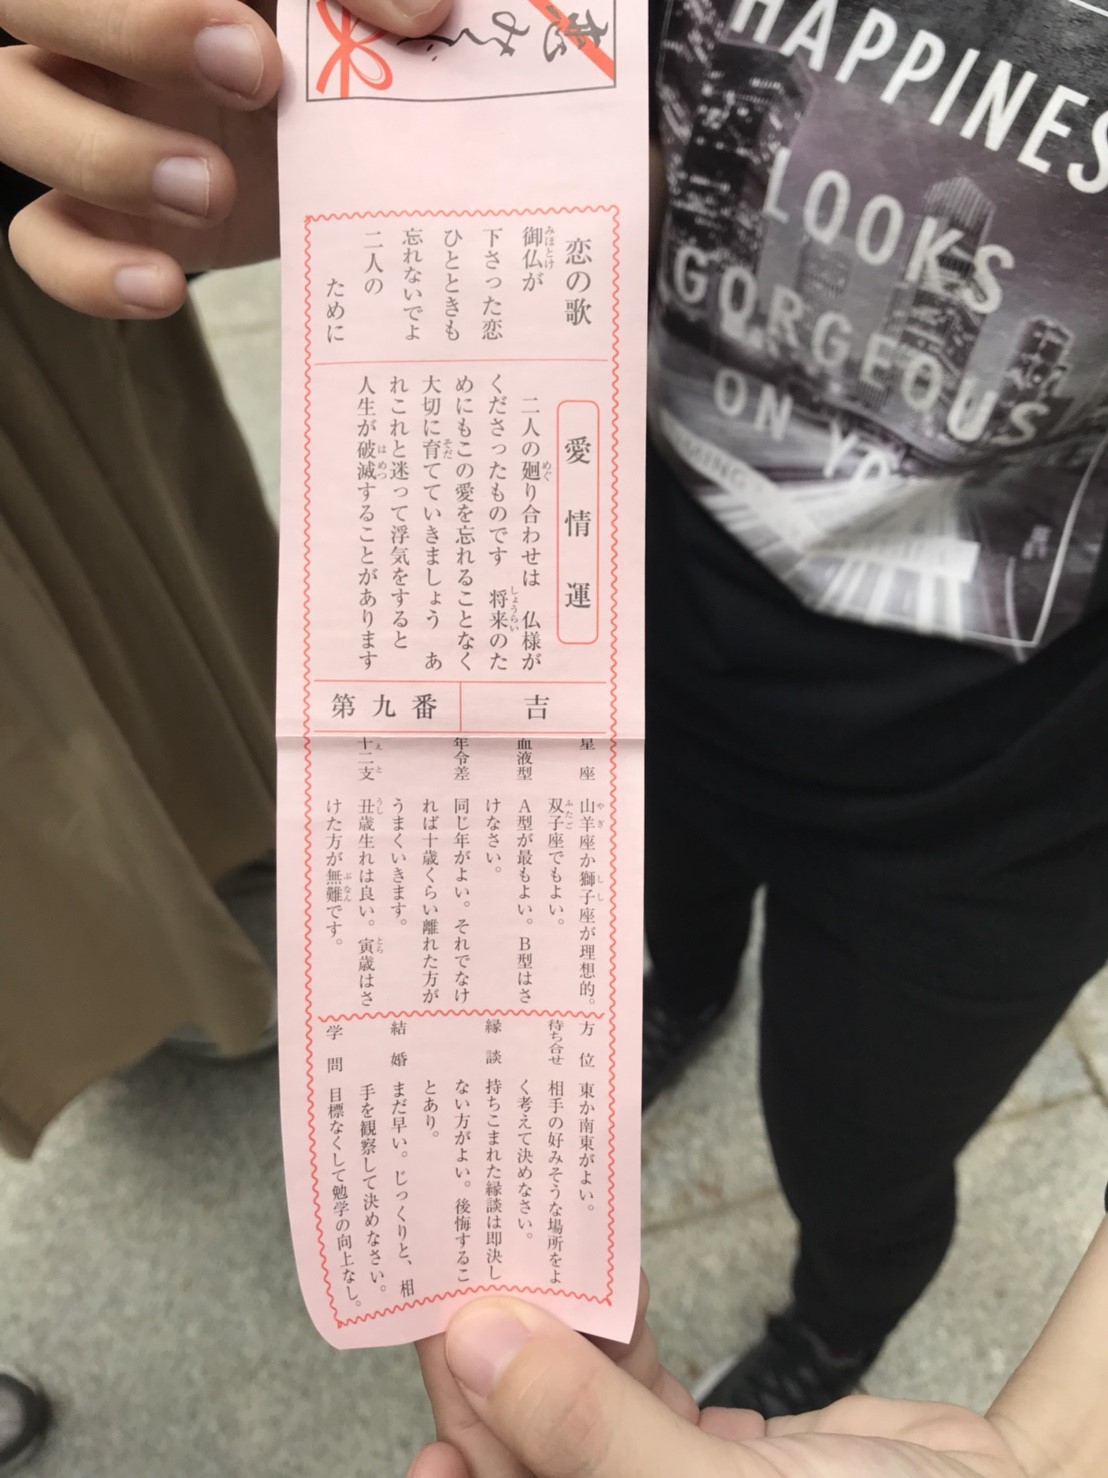 恋みくじ
恋の歌
御仏が
下さった恋
ひとときも
忘れないでよ
二人の
ために
愛情運
二人の廻り合わせは 仏様が
くださったものです 将来のた
めにもこの愛を忘れることなく
大切に育てていきましょう あ
れこれと迷って浮気をすると
人生が破滅することがあります
吉
第九番
星座 山羊座か獅子座が理想的。
双子座でもよい。
血液型 A型が最もよい。B型はさ
けなさい。
年令差 同じ年がよい。それでなけ
れば十歳くらい離れた方が
うまくいきます。
十二支 丑歳生れは良い。寅歳はさ
けた方が無難です。
方位 東か南東がよい。
待ち合せ 相手の好みそうな場所をよ
く考えて決めなさい。
縁談 持ちこまれた縁談は即決し
ない方がよい。後悔するこ
とあり。
結婚 まだ早い。じっくりと、相
手を観察して決めなさい。
学問 目標なくして勉学の向上なし。
HAPPINES
LOOKS
GORGEOUS
ON YO